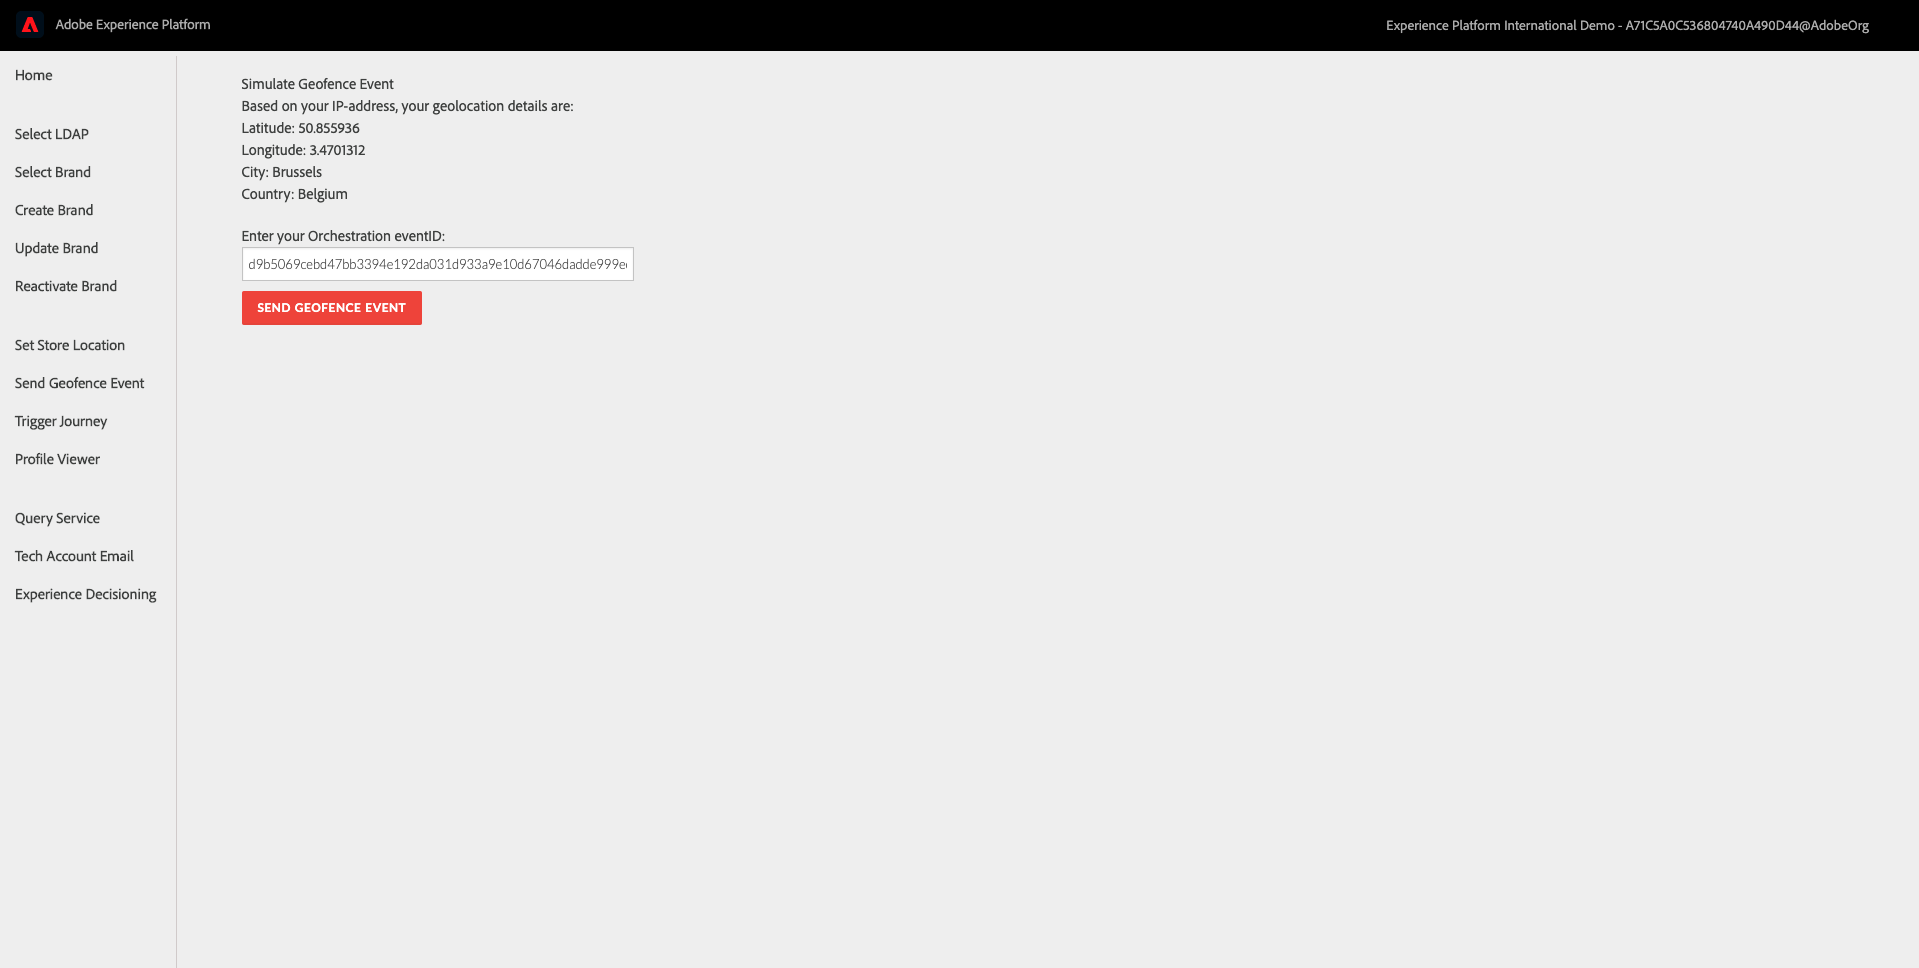 Adobe Experience Platform
Experience Platform International Demo - A71C5A0C536804740A490D44@AdobeOrg
Home
Select LDAP
Select Brand
Create Brand
Update Brand
Reactivate Brand
Set Store Location
Send Geofence Event
Trigger Journey
Profile Viewer
Query Service
Tech Account Email
Experience Decisioning
Simulate Geofence Event
Based on your IP-address, your geolocation details are:
Latitude: 50.855936
Longitude: 3.4701312
City: Brussels
Country: Belgium
Enter your Orchestration eventID:
d9b5069cebd47bb3394e192da031d933a9e10d67046dadde999e
SEND GEOFENCE EVENT